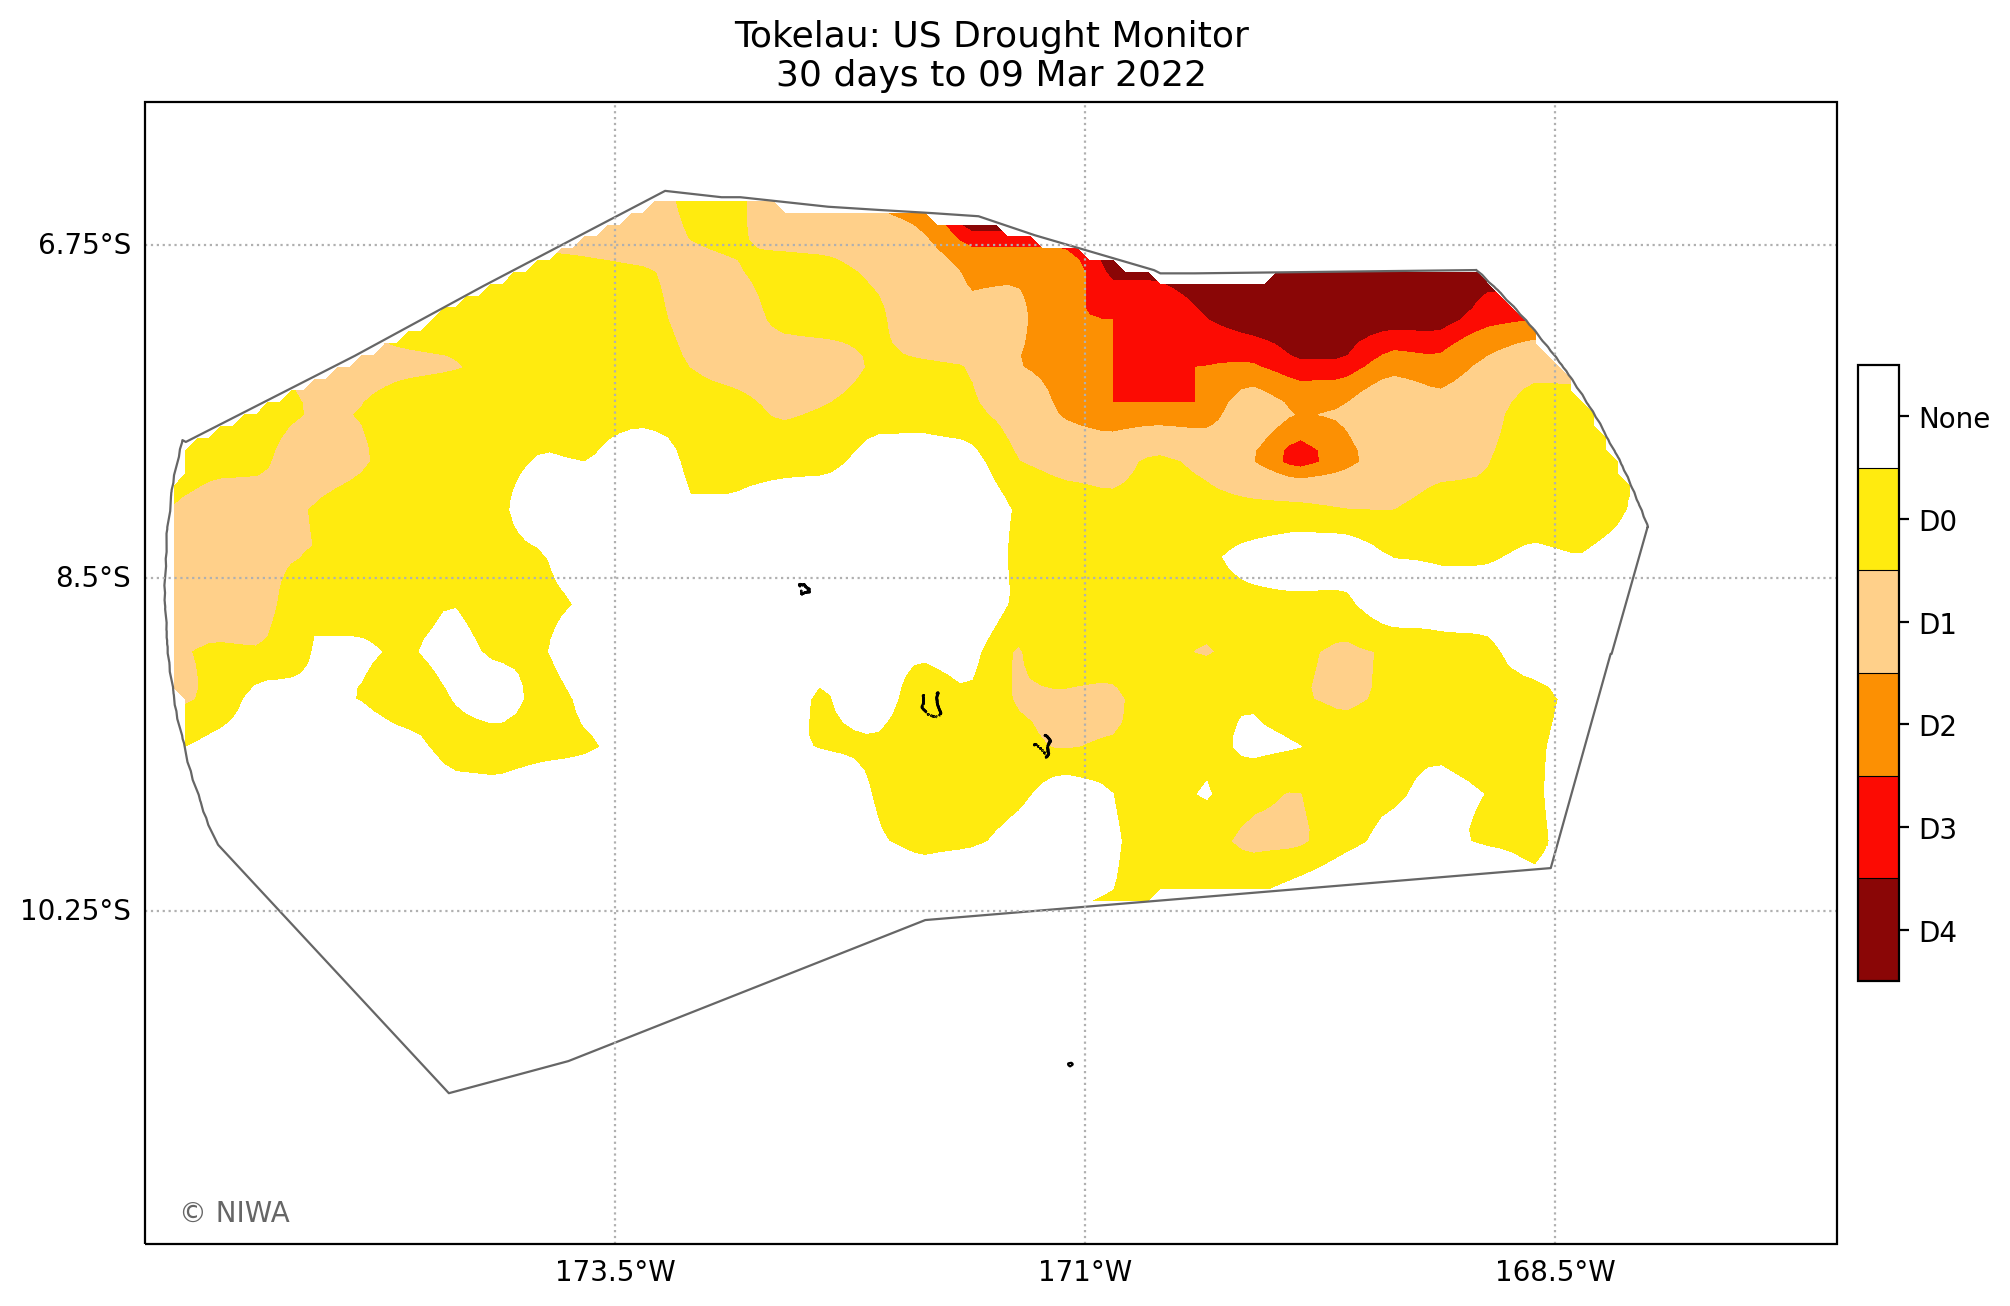 Tokelau: US Drought Monitor
30 days to 09 Mar 2022
6.75°S
8.5°S
10.25°S
173.5°W
171°W
168.5°W
None
D0
D1
D2
D3
D4
© NIWA